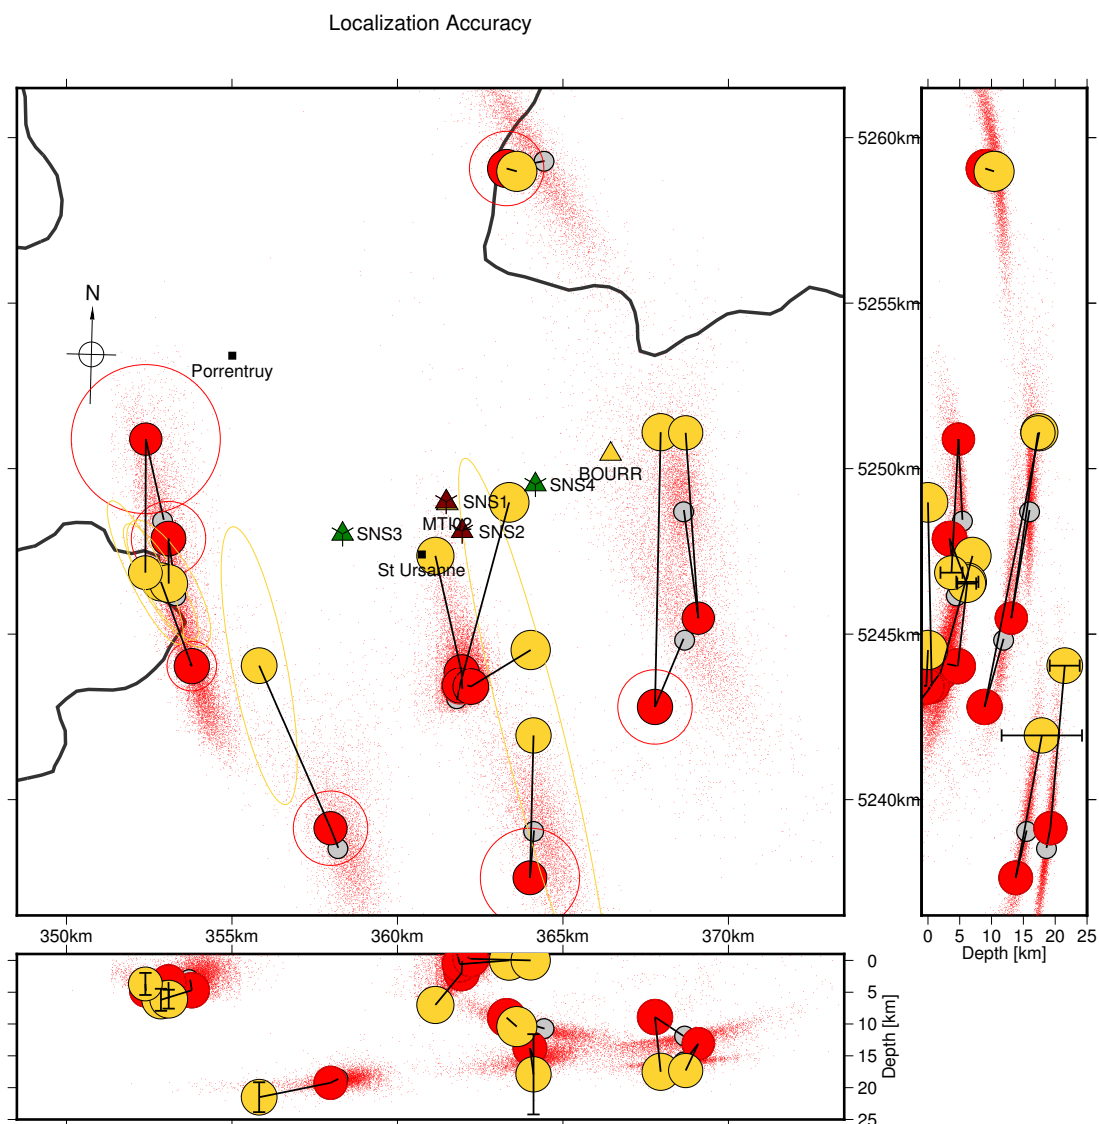 Localization Accuracy
5260km
5255km
N
Porrentruy
5250km
BOURR
SNS4
SNS1
MTI02
SNS2
SNS3
St Ursanne
5245km
5240km
350km 355km 360km 365km 370km
0 5 10 15 20 25
Depth [km]
0
5
10
15
20
25
Depth [km]